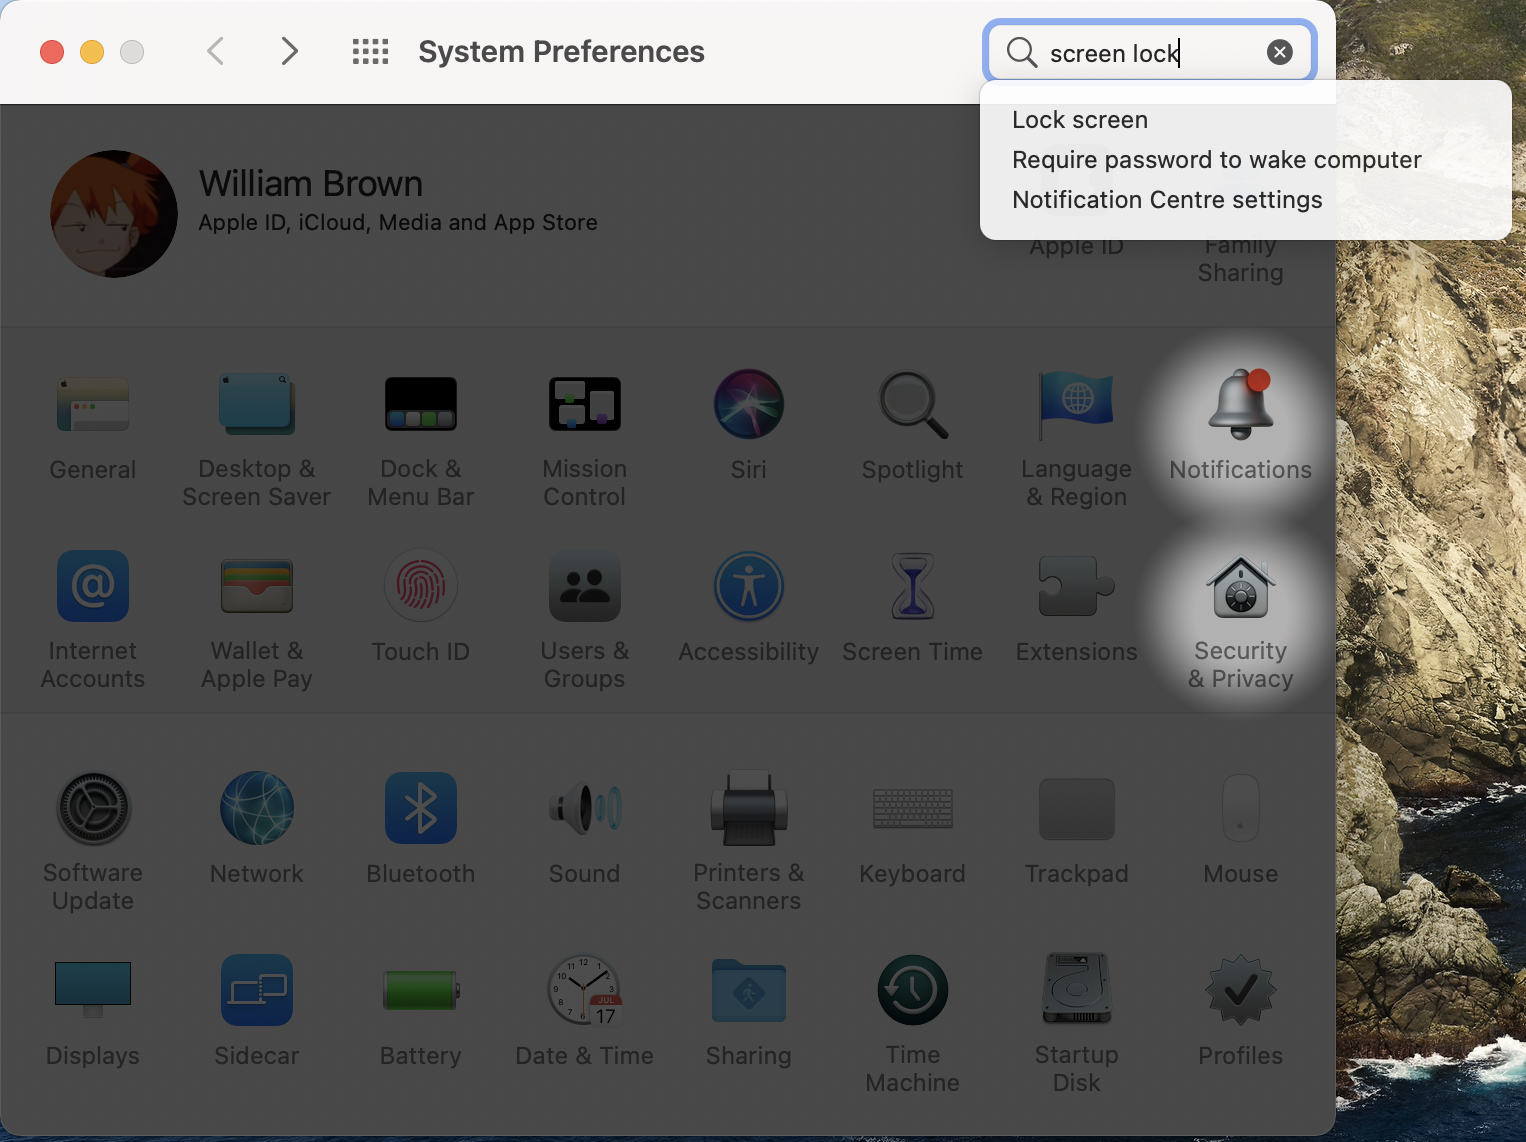 System Preferences
screen lock
Lock screen
Require password to wake computer
Notification Centre settings
William Brown
Apple ID, iCloud, Media and App Store
Apple ID
Family
Sharing
General
Desktop &
Screen Saver
Dock &
Menu Bar
Mission
Control
Siri
Spotlight
Language
& Region
Notifications
Internet
Accounts
Wallet &
Apple Pay
Touch ID
Users &
Groups
Accessibility
Screen Time
Extensions
Security
& Privacy
Software
Update
Network
Bluetooth
Sound
Printers &
Scanners
Keyboard
Trackpad
Mouse
JUL
17
Displays
Sidecar
Battery
Date & Time
Sharing
Time
Machine
Startup
Disk
Profiles